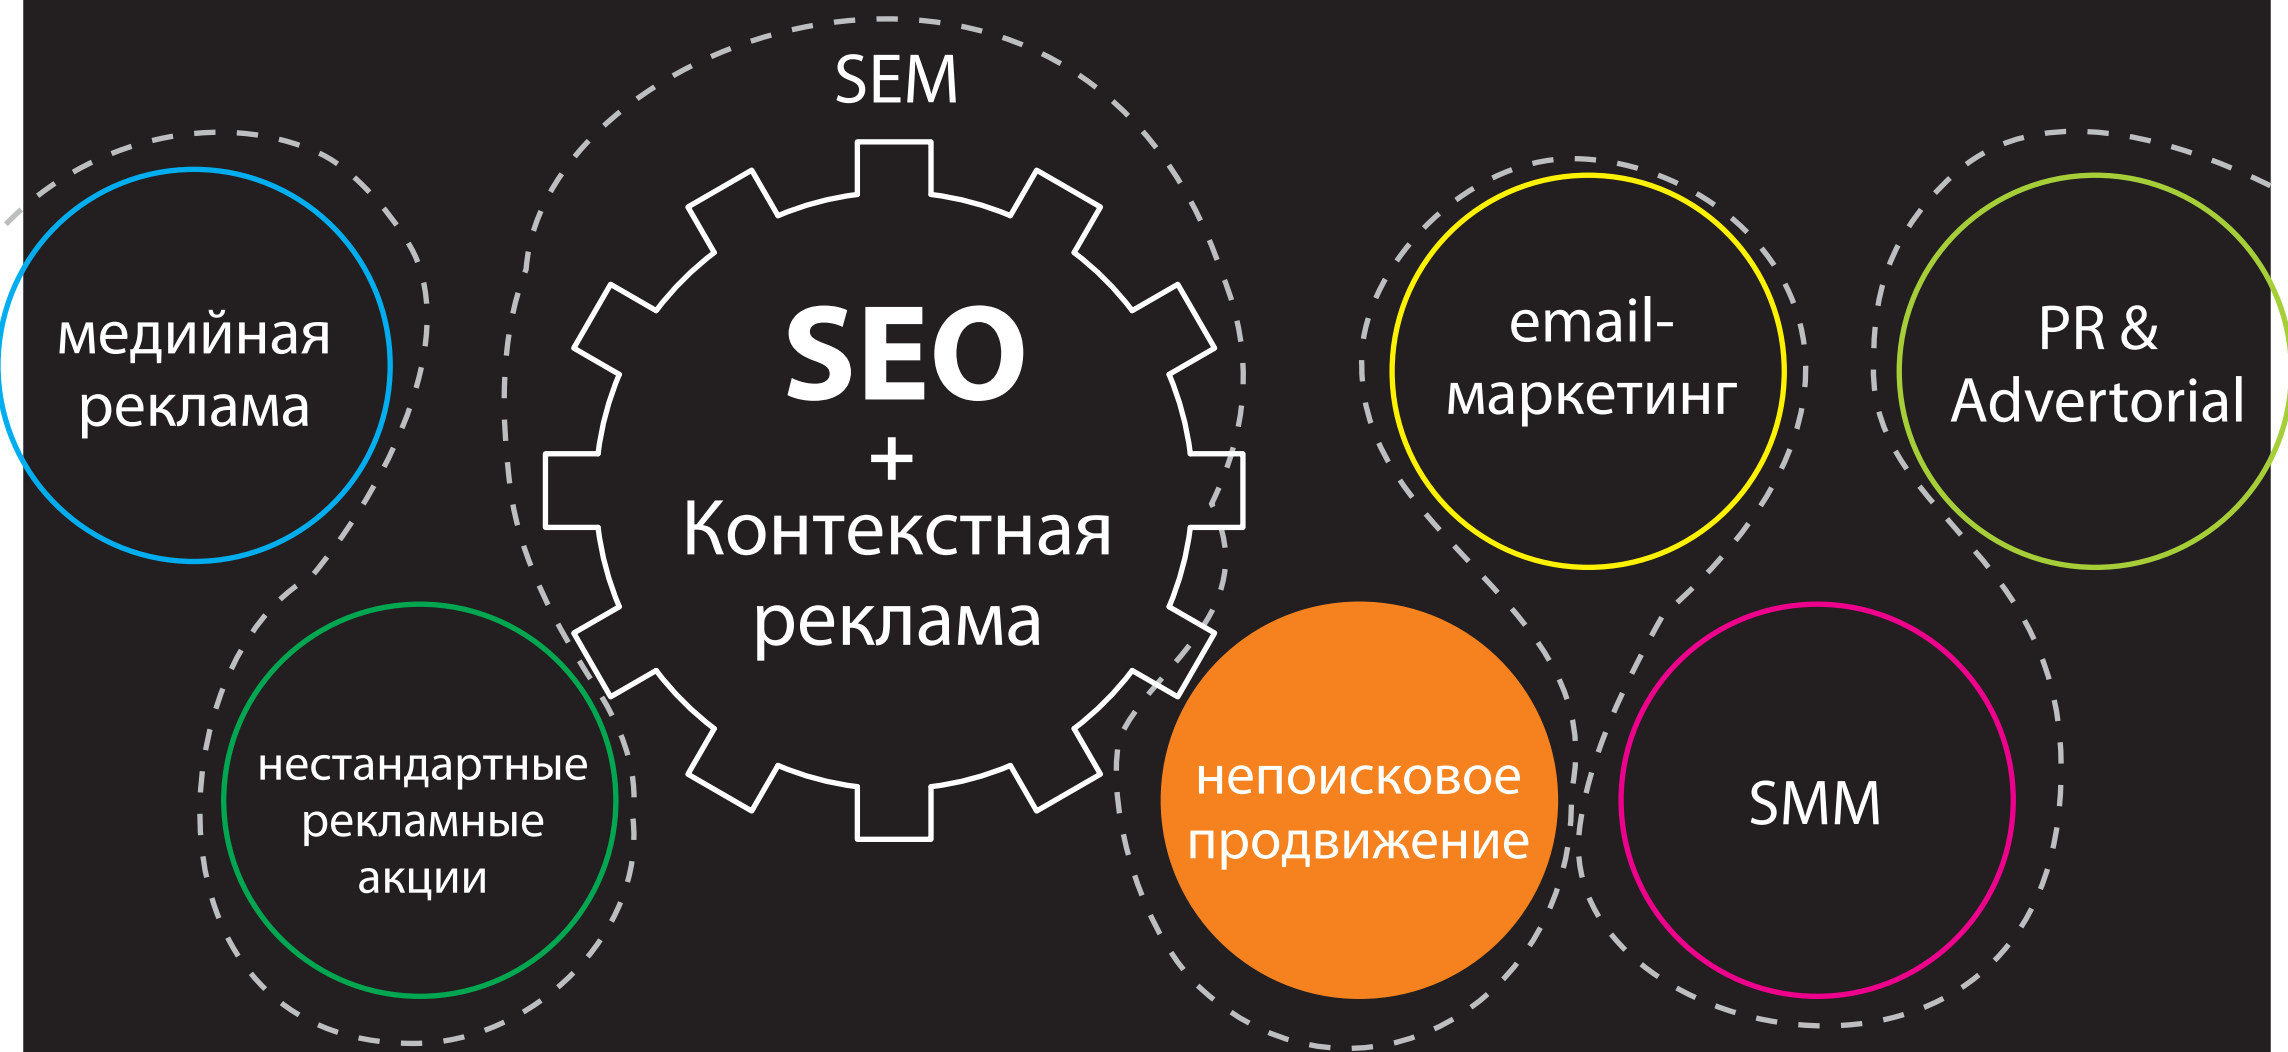 SEM
медийная
реклама
SEO
+
Контекстная
реклама
email-
маркетинг
PR &
Advertorial
нестандартные
рекламные
акции
непоисковое
продвижение
SMM